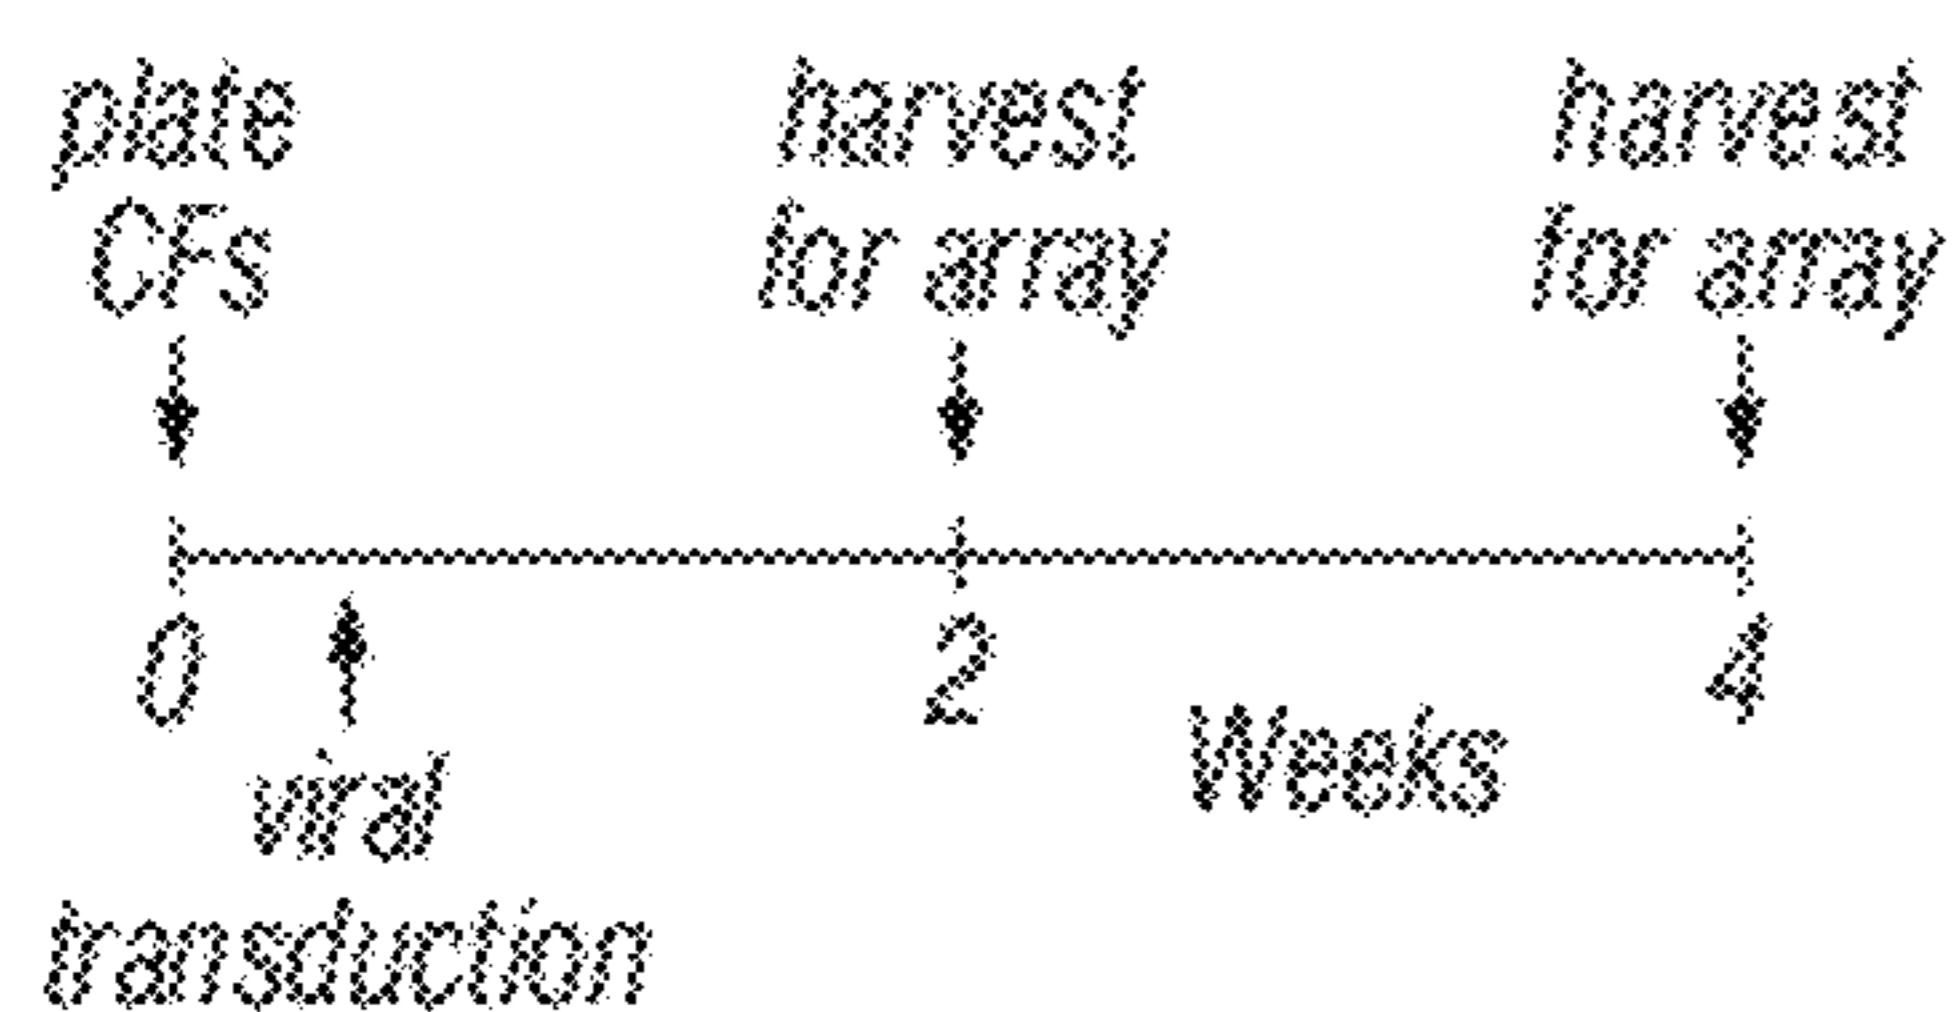 plate
CFs
harvest
for array
harvest
for array
0
2
4
Weeks
viral
transduction